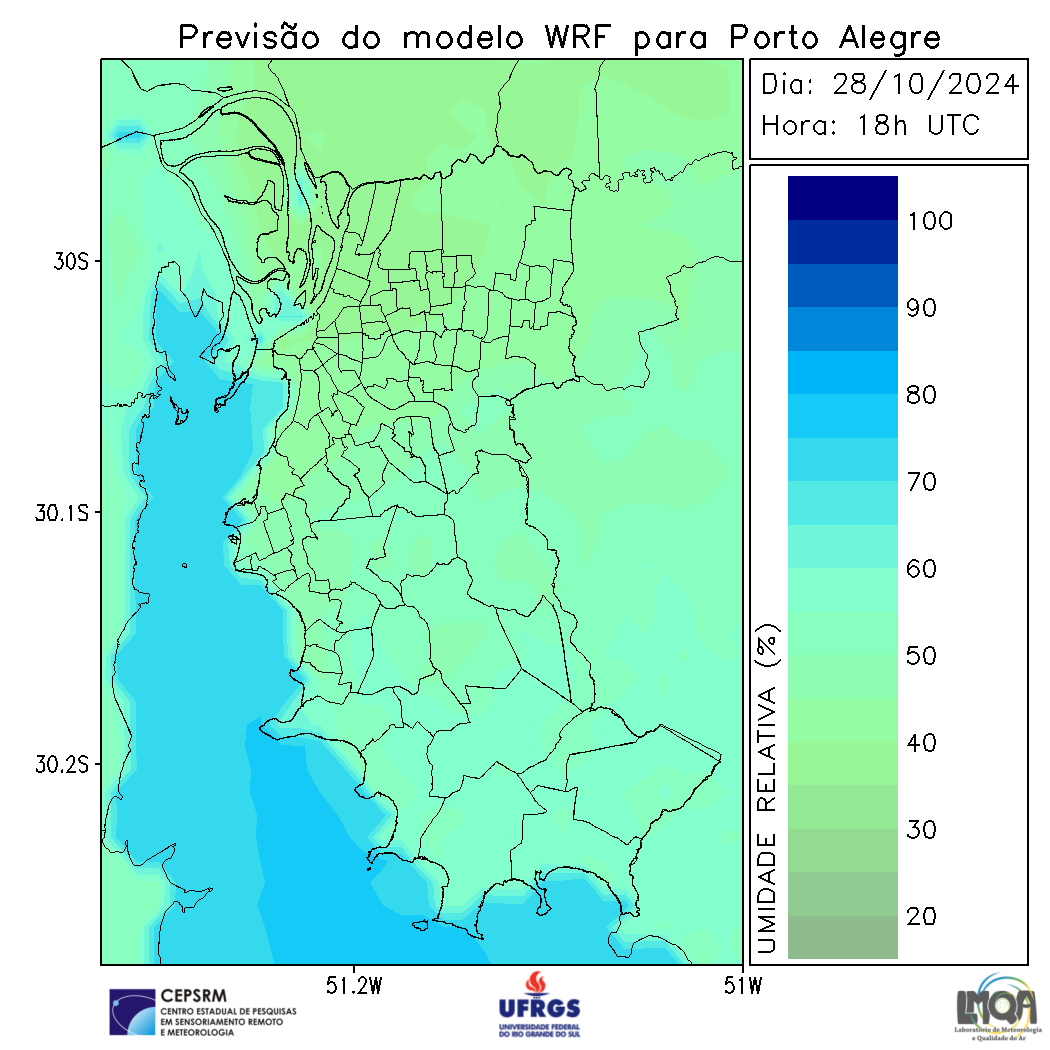 Previsão do modelo WRF para Porto Alegre
Dia: 28/10/2024
Hora: 18h UTC
30S
30.1S
30.2S
51.2W
51W
UMIDADE RELATIVA (%)
100
90
80
70
60
50
40
30
20
CEPSRM
CENTRO ESTADUAL DE PESQUISAS
EM SENSORIAMENTO REMOTO
E METEOROLOGIA
UFRGS
UNIVERSIDADE FEDERAL
DO RIO GRANDE DO SUL
LMQA
Laboratório de Meteorologia
e Qualidade do Ar